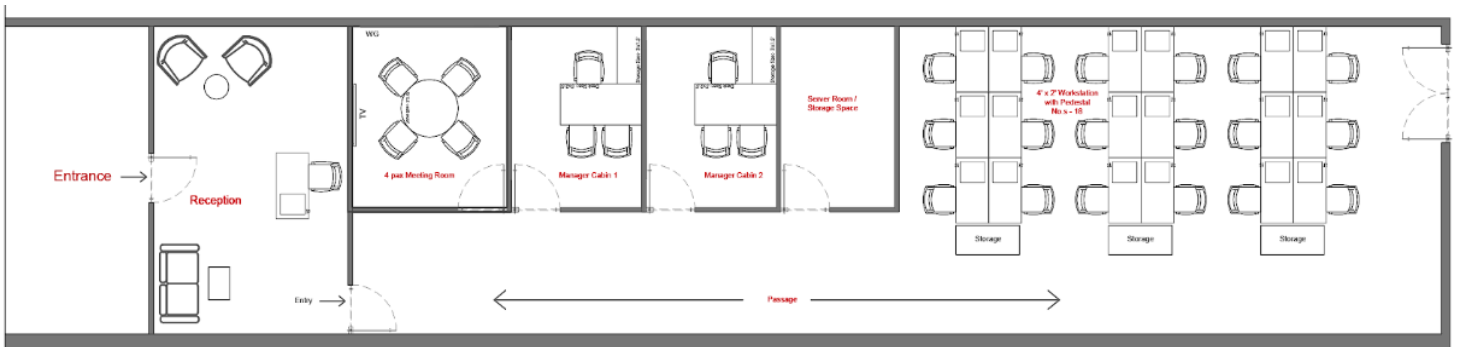 WG
TV
Entrance
Reception
4 pax Meeting Room
Manager Cabin 1
Manager Cabin 2
Server Room /
Storage Space
4' x 2' Workstation
with Pedestal
No.s - 18
Storage
Storage
Storage
Entry
Passage